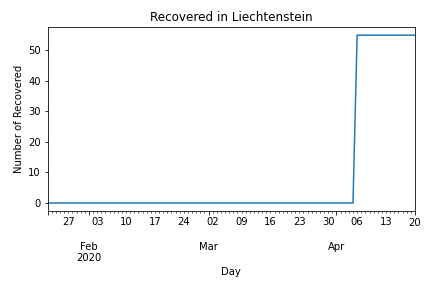 Recovered in Liechtenstein
Number of Recovered
50
40
30
20
10
0
27 03 10 17 24 02 09 16 23 30 06 13 20
Feb Mar Apr
2020
Day